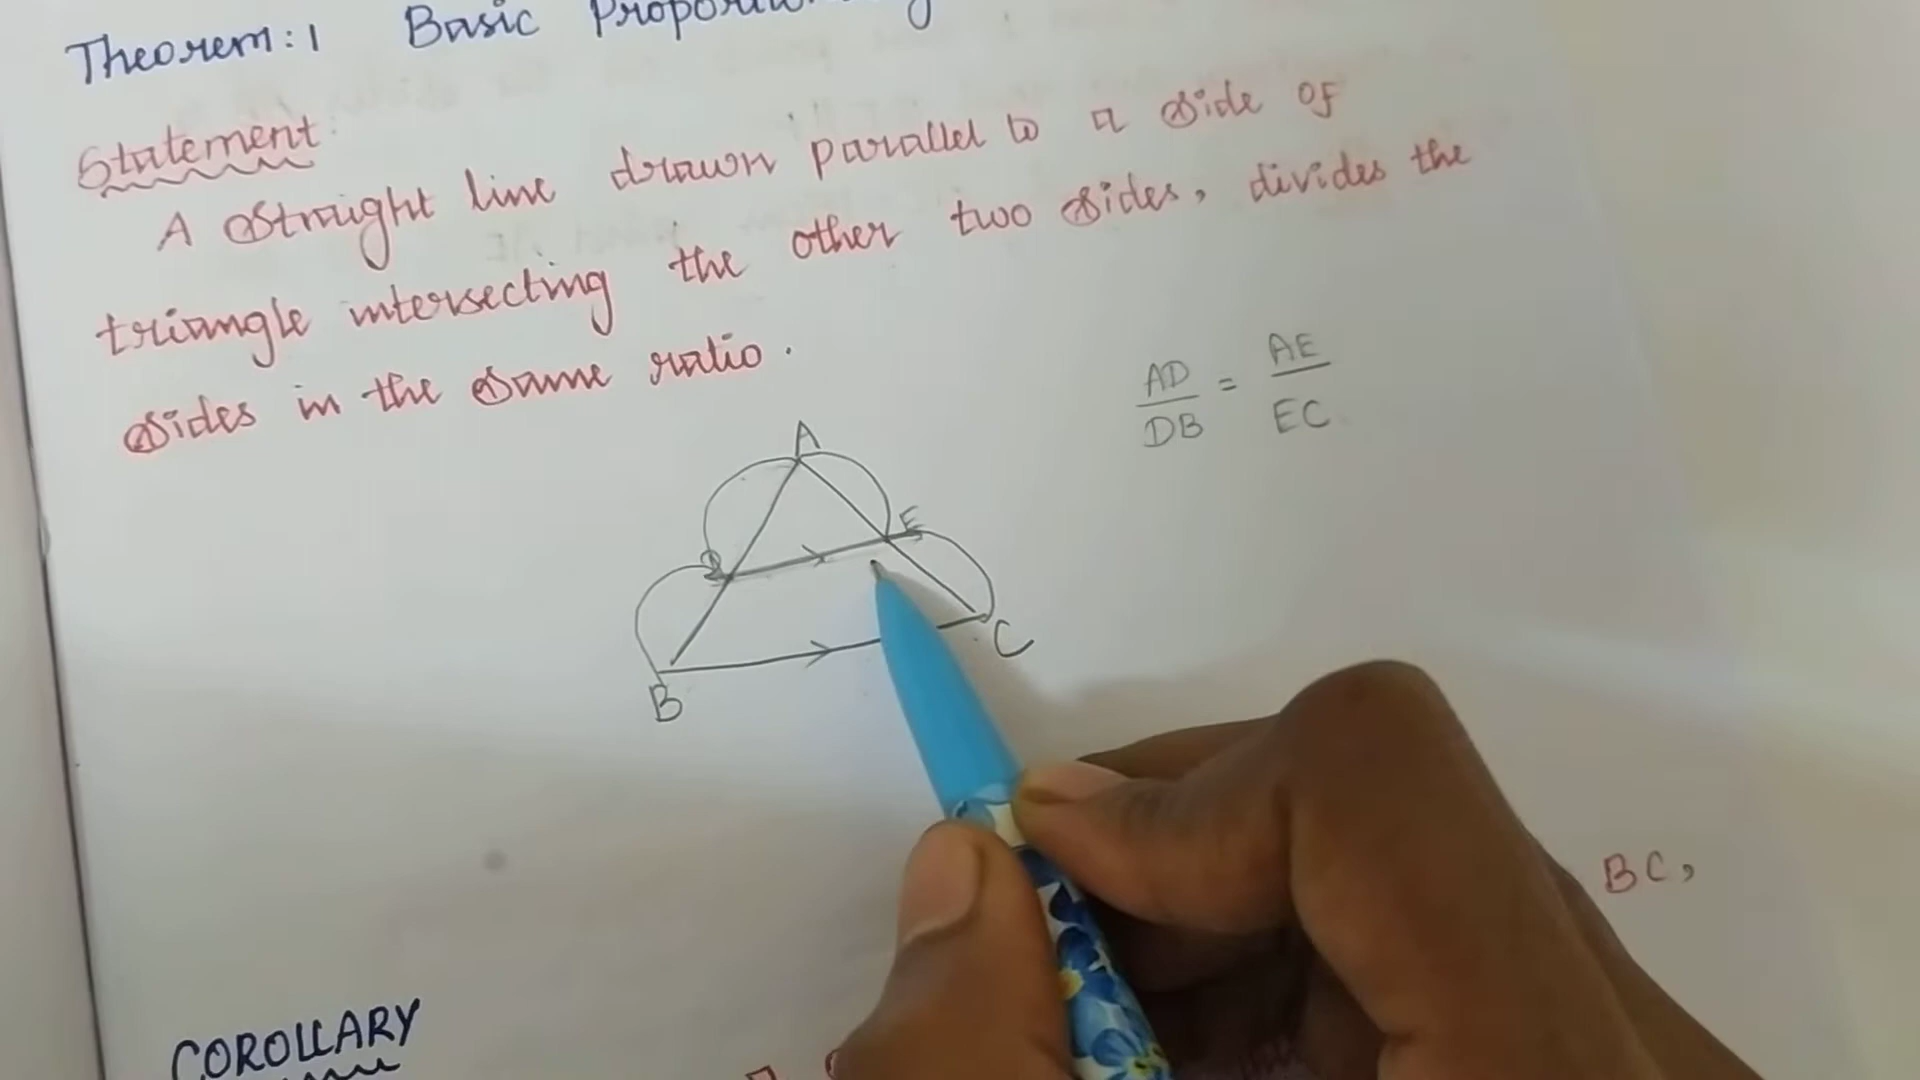 Theorem:1 Basic
Statement
A Straight line drawn parallel to a side of
triangle intersecting the other two sides, divides the
sides in the same ratio.
AD/DB = AE/EC
A
D E
B C
BC,
COROLLARY